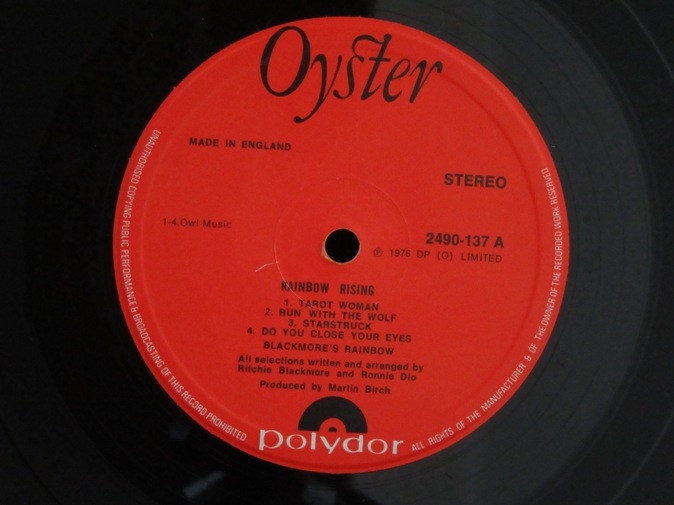 Oyster
MADE IN ENGLAND
STEREO
1-4.Owl Music
2490-137 A
℗ 1976 DP (O) LIMITED
RAINBOW RISING
1. TAROT WOMAN
2. RUN WITH THE WOLF
3. STARSTRUCK
4. DO YOU CLOSE YOUR EYES
BLACKMORE'S RAINBOW
All selections written and arranged by
Ritchie Blackmore and Ronnie Dio
Produced by Martin Birch
polydor
ALL RIGHTS OF THE MANUFACTURER & OF THE OWNER OF THE RECORDED WORK RESERVED.
UNAUTHORISED COPYING PUBLIC PERFORMANCE & BROADCASTING OF THIS RECORD PROHIBITED